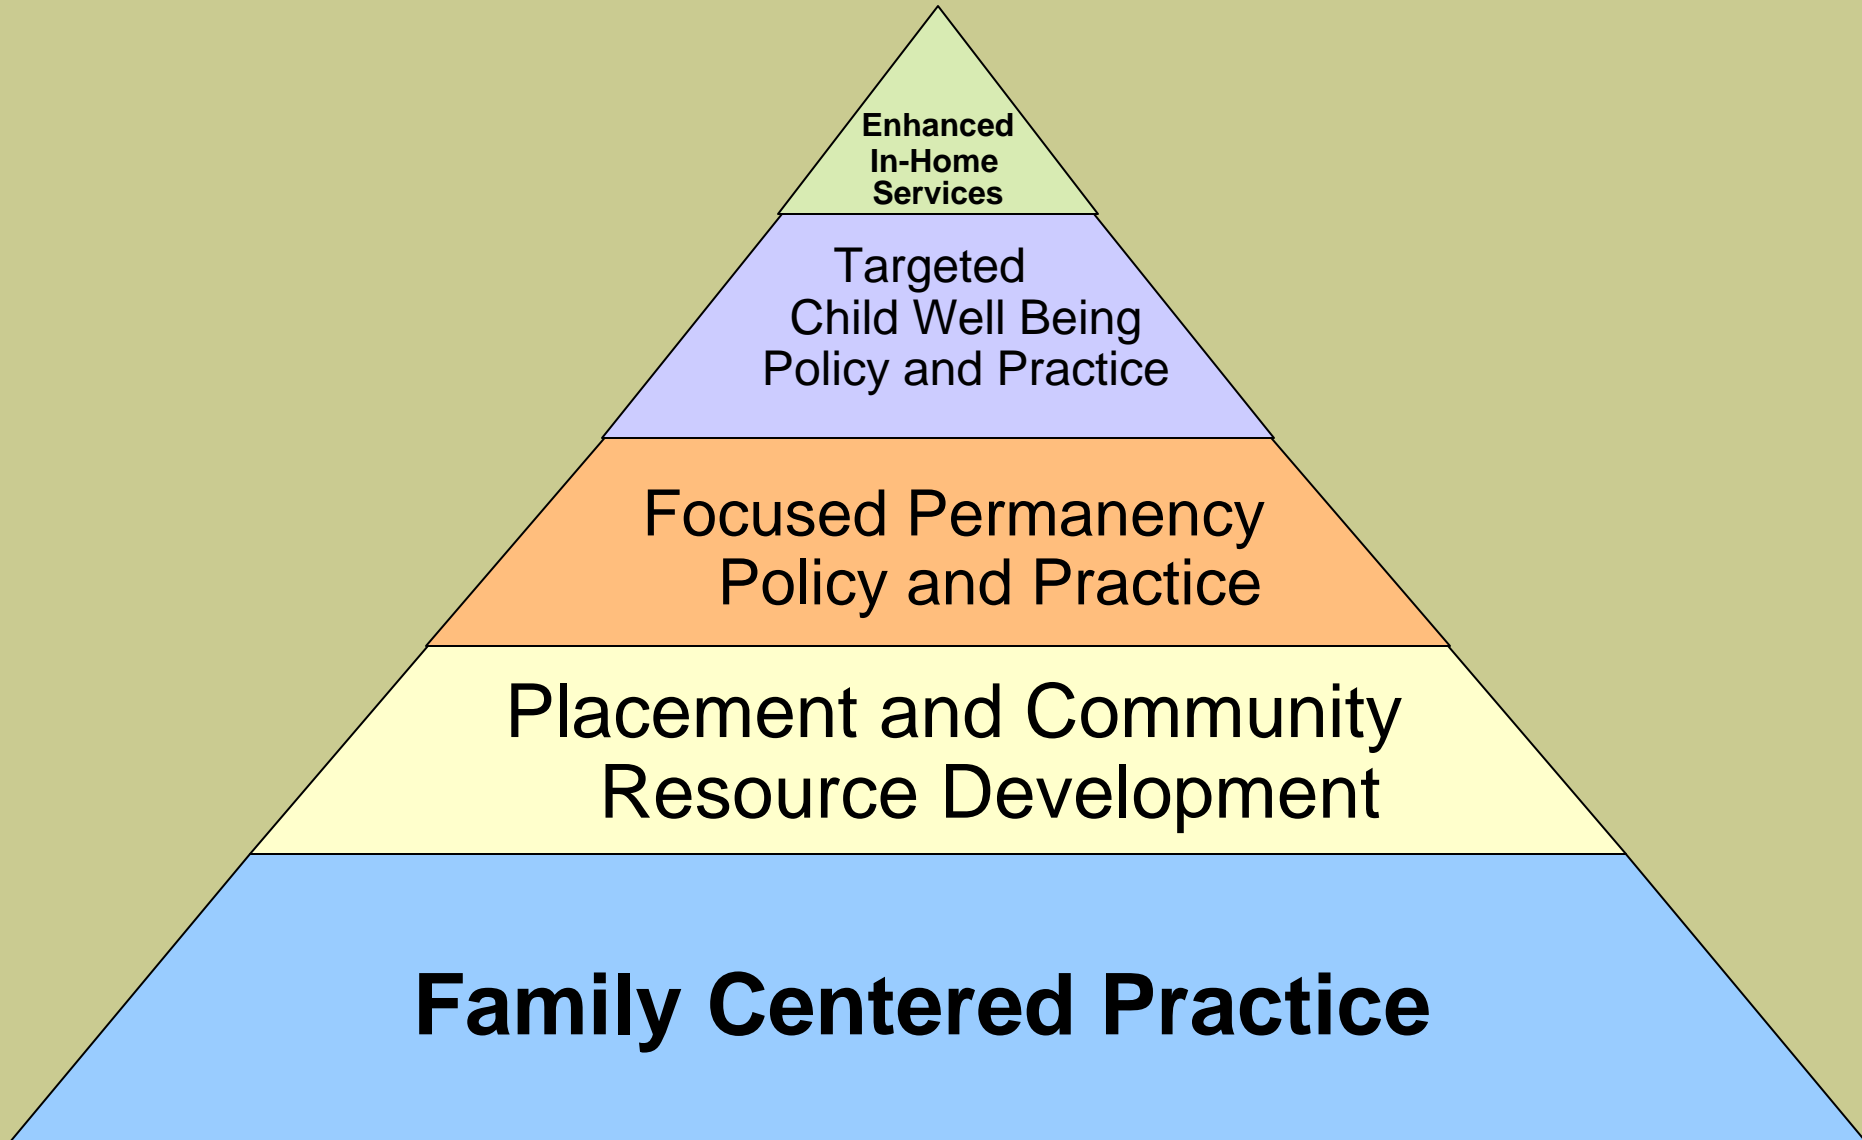 Enhanced
In-Home
Services
Targeted
Child Well Being
Policy and Practice
Focused Permanency
Policy and Practice
Placement and Community
Resource Development
Family Centered Practice